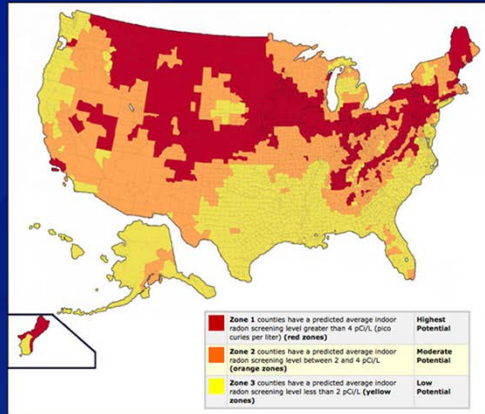 Zone 1 counties have a predicted average indoor
radon screening level greater than 4 pCi/L (pico
curies per liter) (red zones)
Highest
Potential
Zone 2 counties have a predicted average indoor
radon screening level between 2 and 4 pCi/L
(orange zones)
Moderate
Potential
Zone 3 counties have a predicted average indoor
radon screening level less than 2 pCi/L (yellow
zones)
Low
Potential